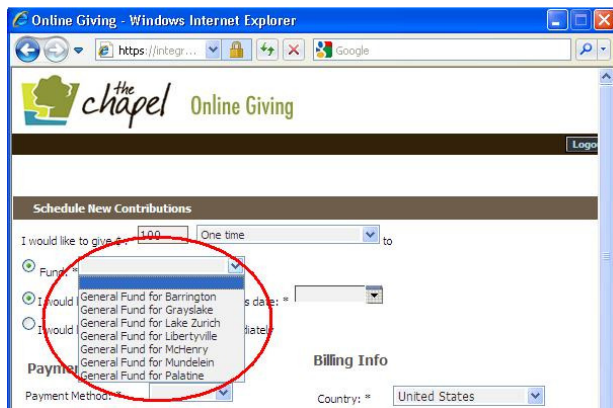 Online Giving - Windows Internet Explorer
https://integr...
Google
the chapel Online Giving
Logo
Schedule New Contributions
I would like to give $: 100 One time to
Fund: *
General Fund for Barrington
General Fund for Grayslake
General Fund for Lake Zurich
General Fund for Libertyville
General Fund for McHenry
General Fund for Mundelein
General Fund for Palatine
I would s date: *
I would diately
Paym Billing Info
Payment Method: * Country: * United States